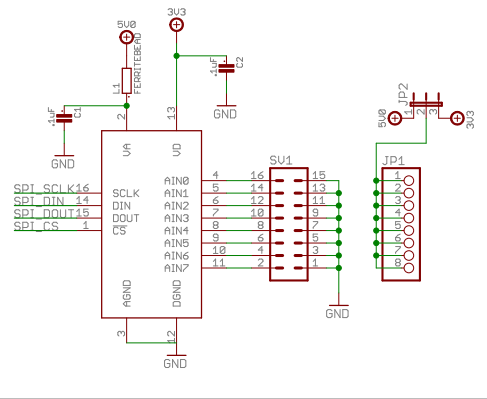 5V0
3V3
L1
FERRITEBEAD
.1uF
C2
.1uF
C1
GND
GND
2
13
VA
VD
SPI_SCLK 16 SCLK
SPI_DIN 14 DIN
SPI_DOUT 15 DOUT
SPI_CS 1 CS
AIN0 4
AIN1 5
AIN2 6
AIN3 7
AIN4 8
AIN5 9
AIN6 10
AIN7 11
AGND
DGND
3
12
GND
SV1
16 15
14 13
12 11
10 9
8 7
6 5
4 3
2 1
GND
JP2
5V0
1
2
3
3V3
JP1
1
2
3
4
5
6
7
8